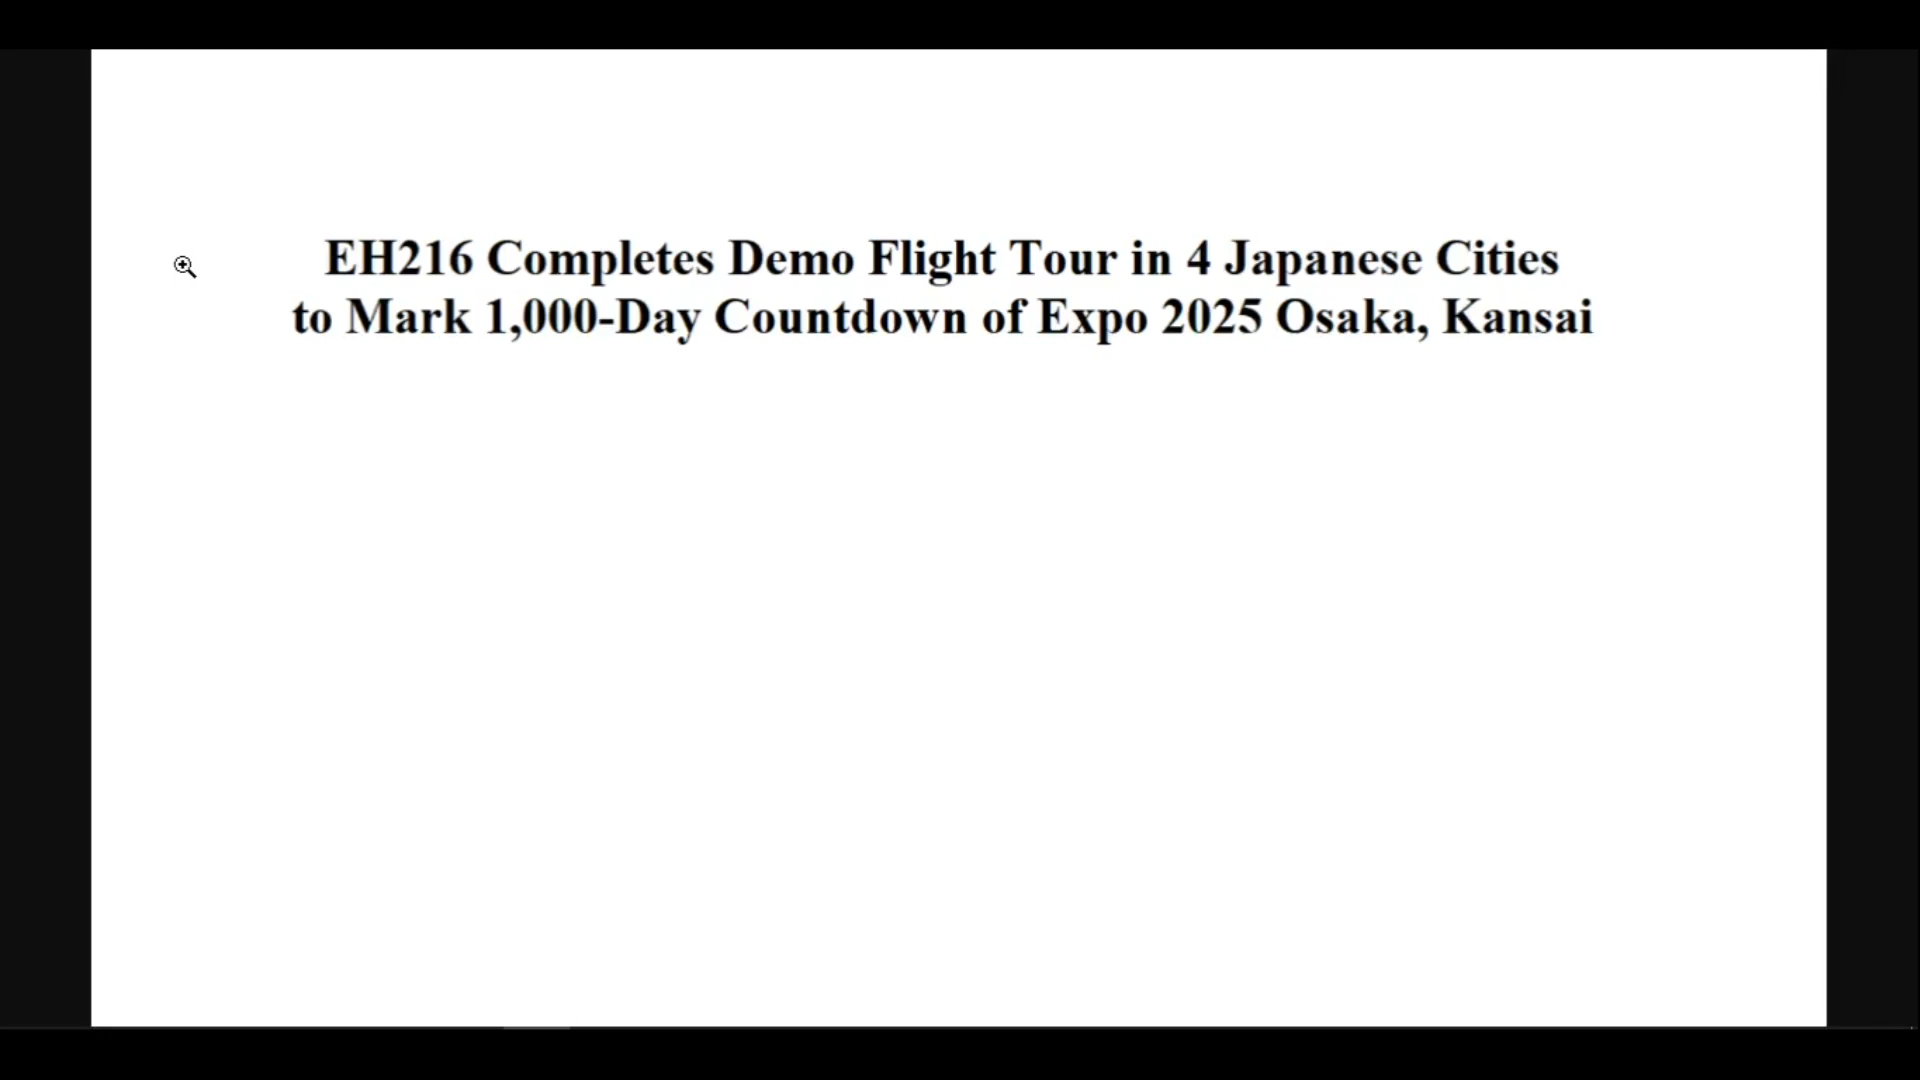 EH216 Completes Demo Flight Tour in 4 Japanese Cities
to Mark 1,000-Day Countdown of Expo 2025 Osaka, Kansai